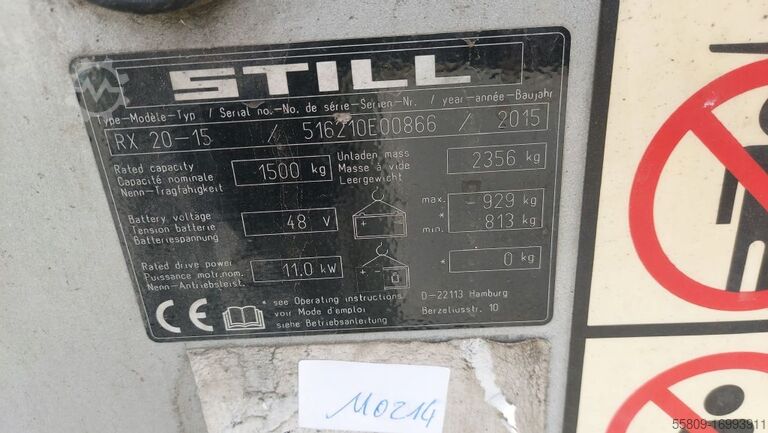 STILL
Type-Modèle-Typ / Serial no.-No. de série-Serien-Nr. / year-année-Baujahr
RX 20-15 / 516210E00866 / 2015
Rated capacity
Capacité nominale
Nenn-Tragfähigkeit
1500 kg
Unladen mass
Masse à vide
Leergewicht
2356 kg
Battery voltage
Tension batterie
Batteriespannung
48 V
max. 929 kg
*
min. 813 kg
Rated drive power
Puissance motr.nom.
Nenn-Antriebsleist.
11.0 kW
* 0 kg
* see Operating instructions
voir Mode d'emploi
siehe Betriebsanleitung
D-22113 Hamburg
Berzeliusstr. 10
CE
M0214
55809-16993911